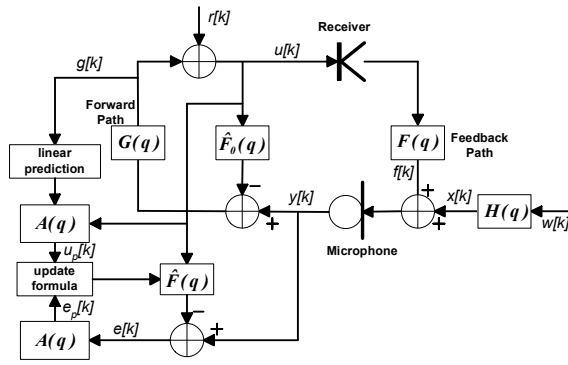 r[k]
g[k]
u[k]
Receiver
Forward
Path
G(q)
F̂₀(q)
F(q)
Feedback
Path
linear
prediction
f[k]
−
+
y[k]
+
+
x[k]
H(q)
w[k]
A(q)
Microphone
uₚ[k]
update
formula
F̂(q)
eₚ[k]
−
+
A(q)
e[k]